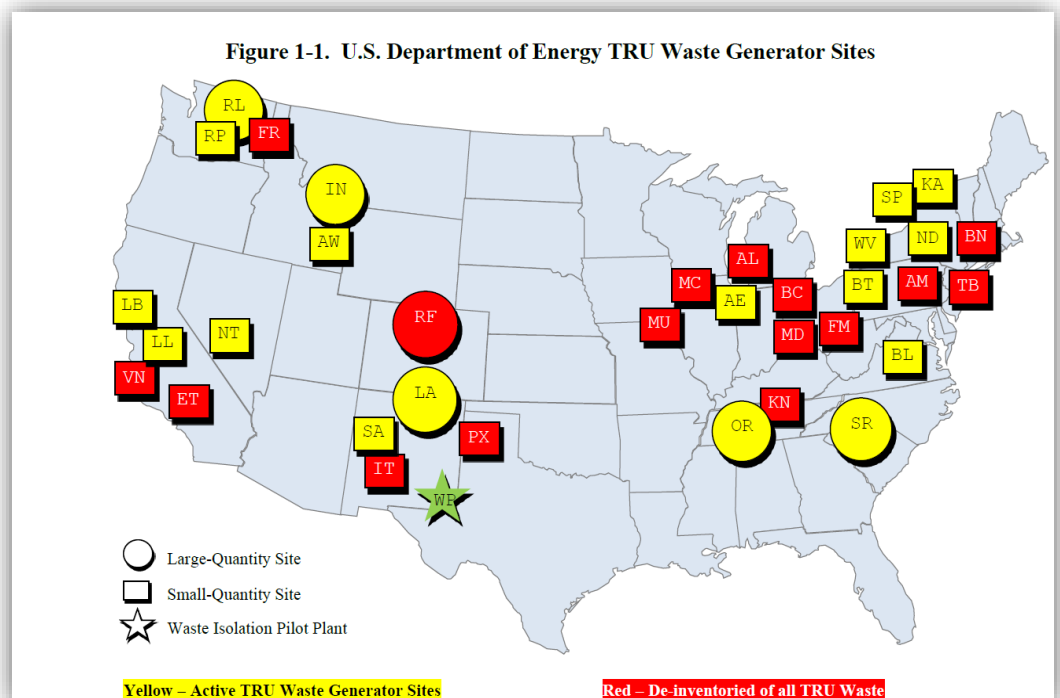 Figure 1-1. U.S. Department of Energy TRU Waste Generator Sites
RL
RP
FR
IN
AW
KA
SP
WV
ND
BN
AL
MC
AE
BC
BT
AM
TB
LB
LL
NT
RF
MU
MD
FM
BL
VN
ET
LA
KN
SA
IT
PX
OR
SR
WP
Large-Quantity Site
Small-Quantity Site
Waste Isolation Pilot Plant
Yellow – Active TRU Waste Generator Sites
Red – De-inventoried of all TRU Waste